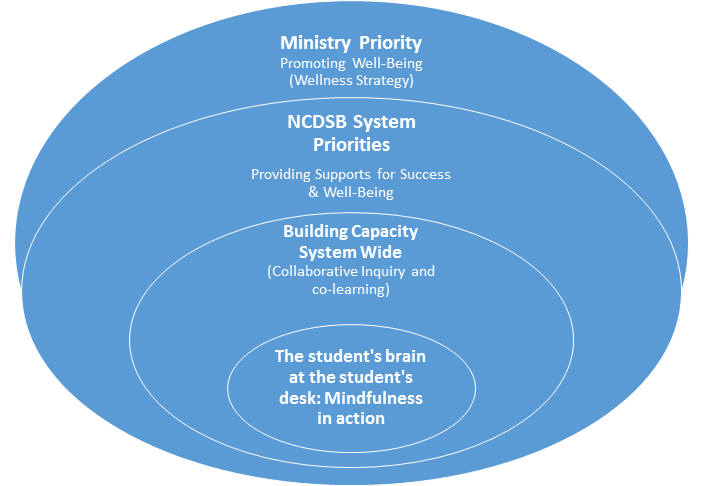 Ministry Priority
Promoting Well-Being
(Wellness Strategy)
NCDSB System
Priorities
Providing Supports for Success
& Well-Being
Building Capacity
System Wide
(Collaborative Inquiry and
co-learning)
The student's brain
at the student's
desk: Mindfulness
in action